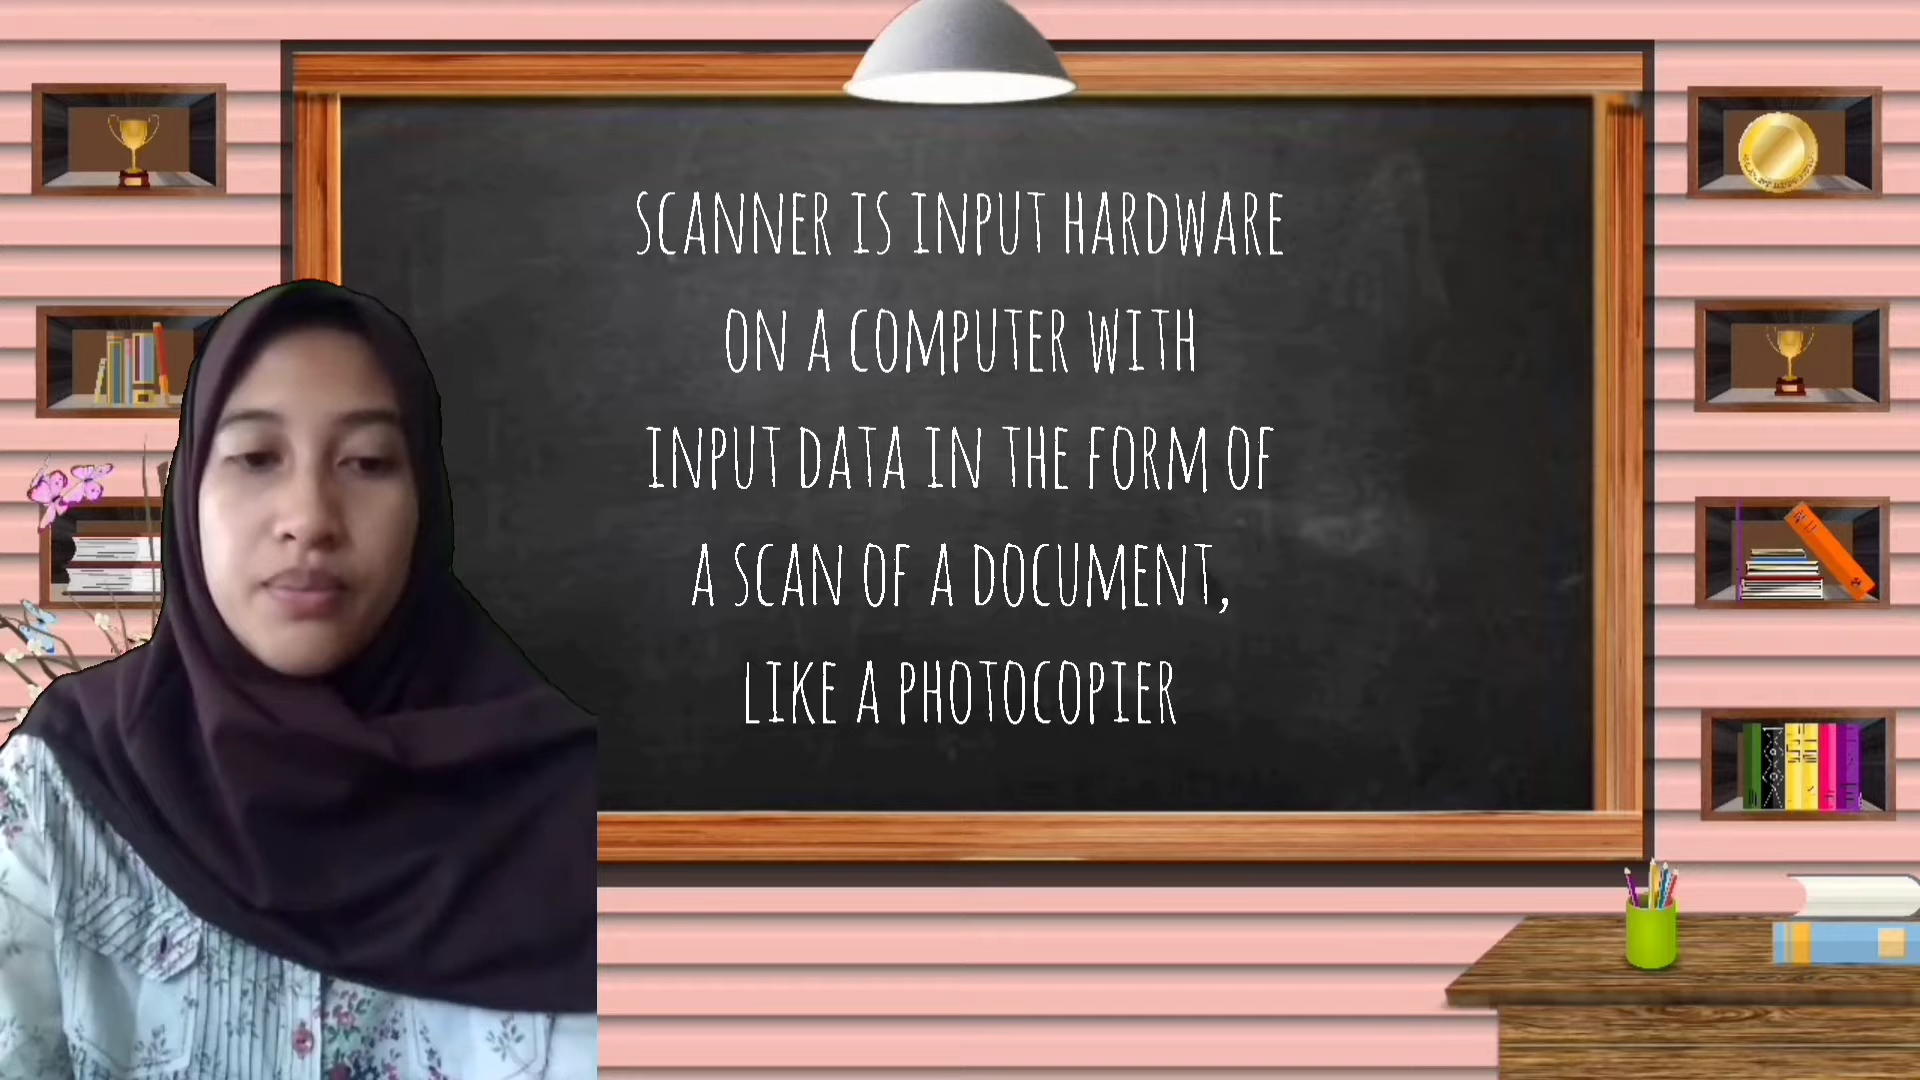 SCANNER IS INPUT HARDWARE
ON A COMPUTER WITH
INPUT DATA IN THE FORM OF
A SCAN OF A DOCUMENT,
LIKE A PHOTOCOPIER